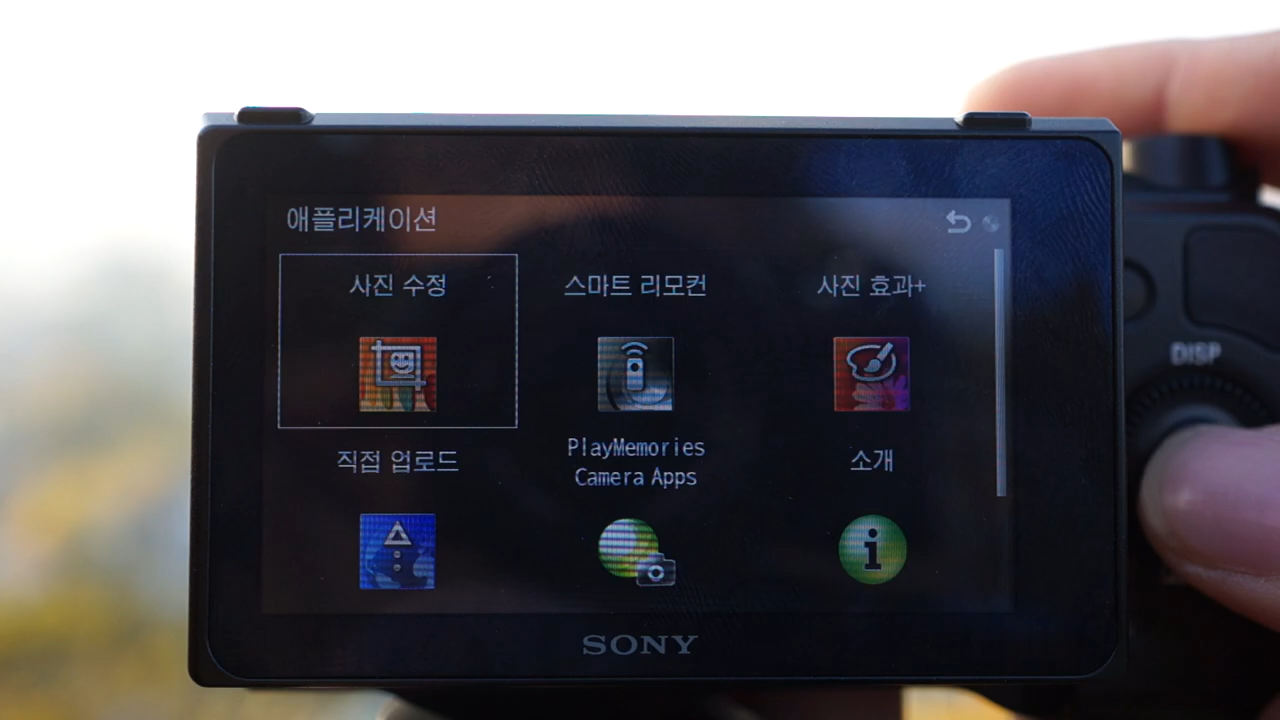 애플리케이션
사진 수정
스마트 리모컨
사진 효과+
DISP
직접 업로드
PlayMemories
Camera Apps
소개
SONY